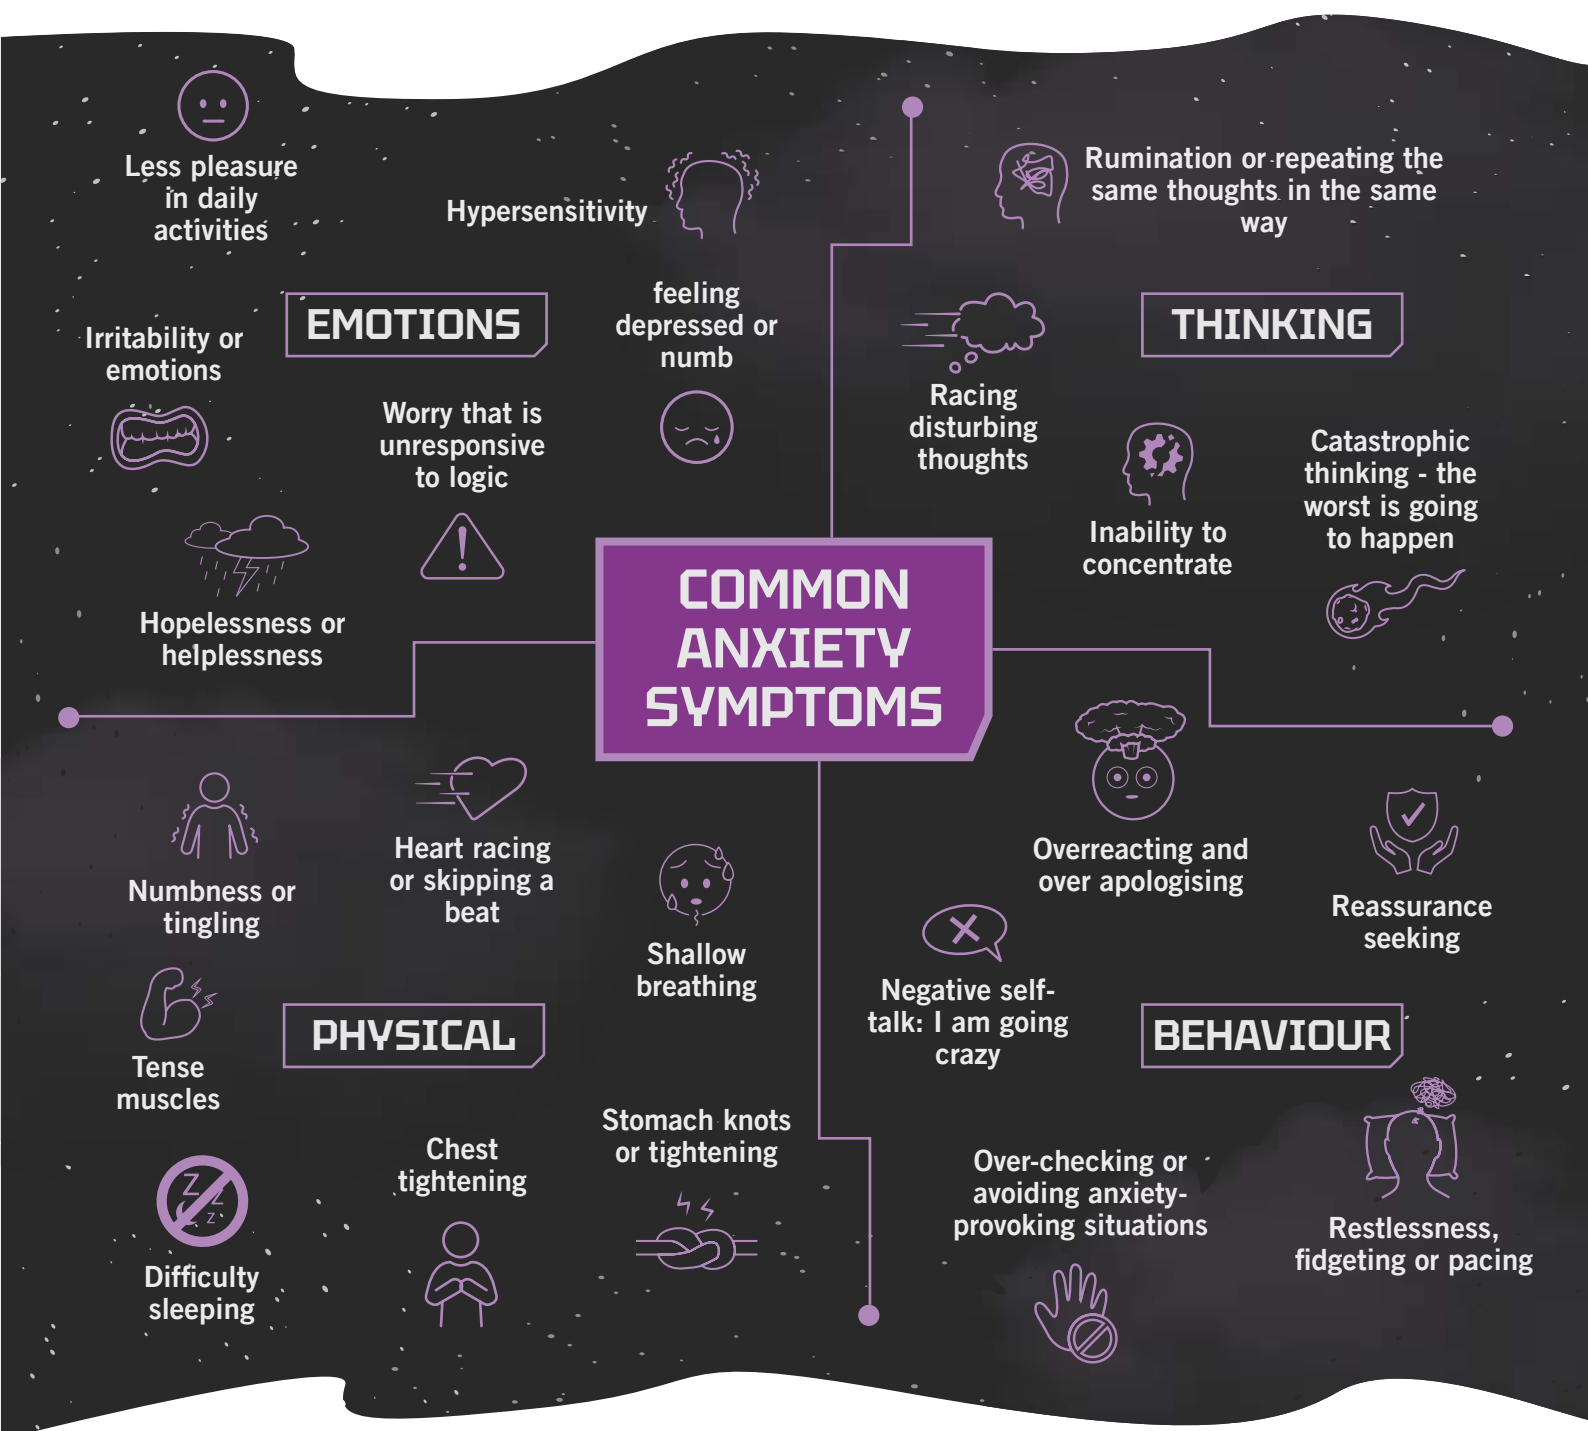 COMMON
ANXIETY
SYMPTOMS
EMOTIONS
Less pleasure
in daily
activities
Hypersensitivity
Irritability or
emotions
feeling
depressed or
numb
Worry that is
unresponsive
to logic
Hopelessness or
helplessness
THINKING
Rumination or repeating the
same thoughts in the same
way
Racing
disturbing
thoughts
Inability to
concentrate
Catastrophic
thinking - the
worst is going
to happen
PHYSICAL
Numbness or
tingling
Heart racing
or skipping a
beat
Shallow
breathing
Tense
muscles
Stomach knots
or tightening
Chest
tightening
Z
Z
Z
Difficulty
sleeping
BEHAVIOUR
Overreacting and
over apologising
Reassurance
seeking
Negative self-
talk: I am going
crazy
Over-checking or
avoiding anxiety-
provoking situations
Restlessness,
fidgeting or pacing